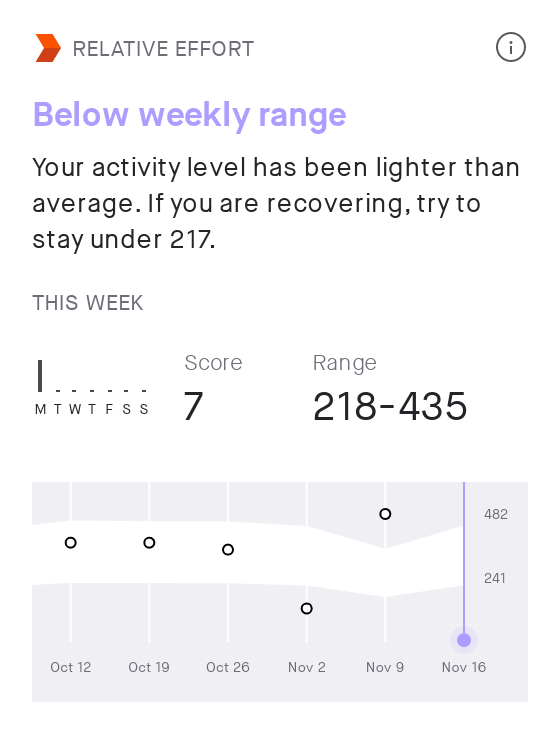 RELATIVE EFFORT
Below weekly range
Your activity level has been lighter than
average. If you are recovering, try to
stay under 217.
THIS WEEK
Score
Range
M T W T F S S
7
218-435
482
241
Oct 12
Oct 19
Oct 26
Nov 2
Nov 9
Nov 16